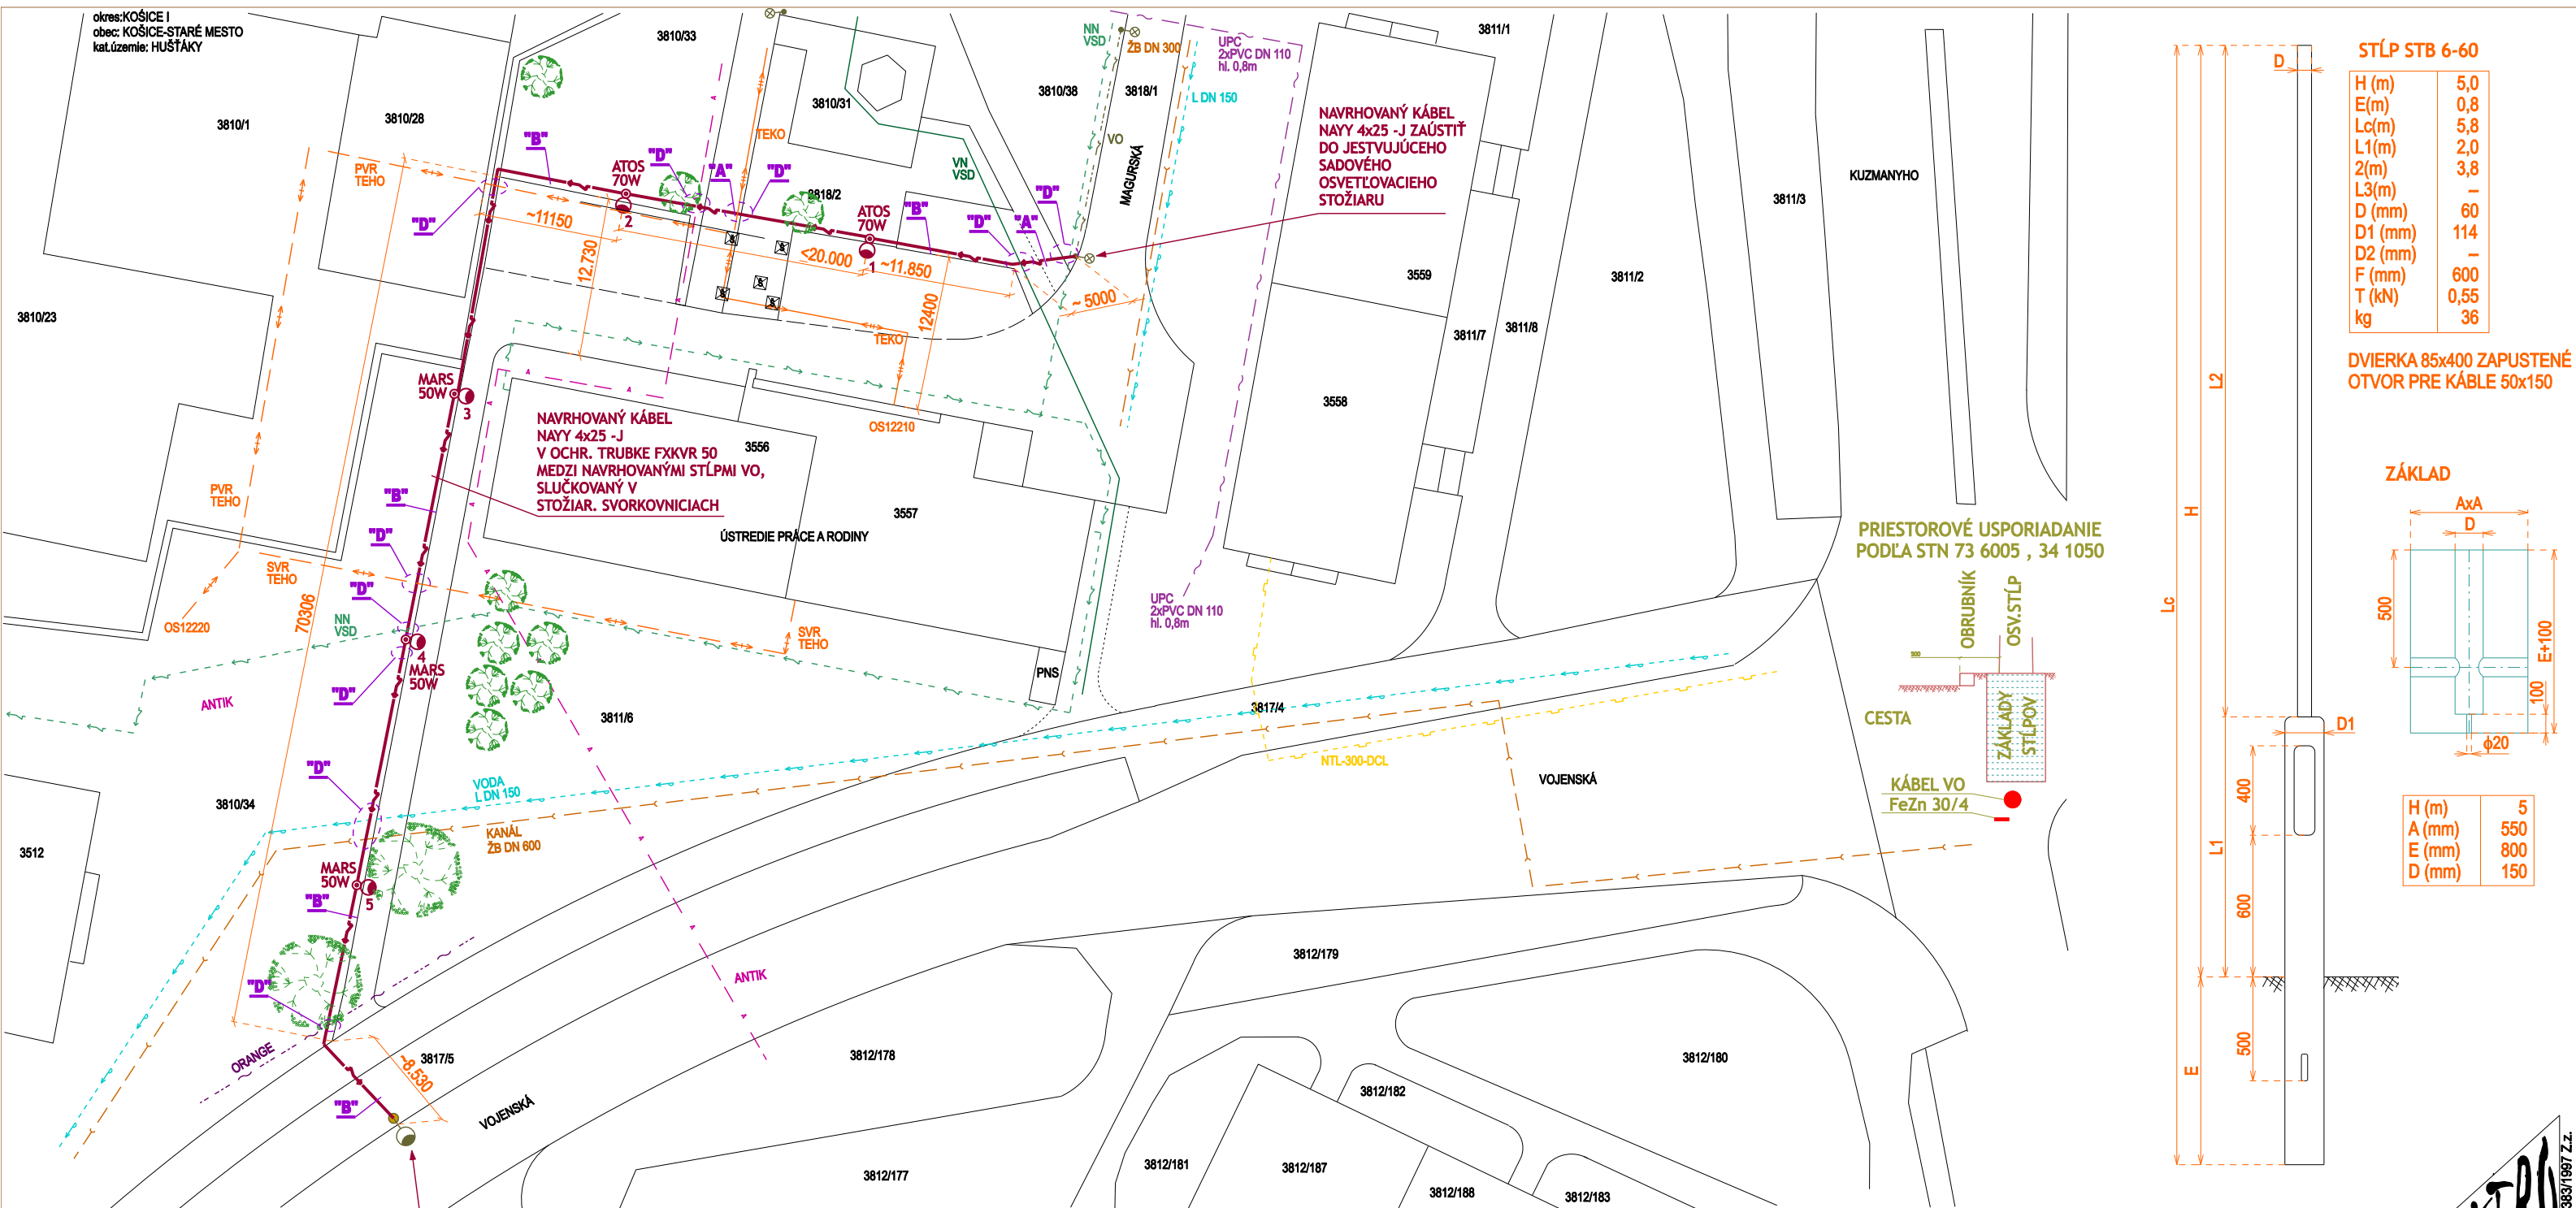 okres:KOŠICE I
obec: KOŠICE-STARÉ MESTO
kat.územie: HUŠŤÁKY
3810/33
3810/1
3810/28
3810/31
3810/38
3818/1
3811/1
3811/3
3811/2
3811/8
3811/7
3559
3558
KUZMANYHO
3810/23
3818/2
NN
VSD
ŽB DN 300
UPC
2xPVC DN 110
hl. 0,8m
L DN 150
VO
MAGURSKÁ
VN
VSD
TEKO
PVR
TEHO
"B"
ATOS
70W
2
"D"
"A"
"D"
"D"
ATOS
70W
1
"B"
"D"
"A"
"D"
~11150
12.730
<20.000
~11.850
12400
~ 5000
TEKO
OS12210
NAVRHOVANÝ KÁBEL
NAYY 4x25 -J ZAÚSTIŤ
DO JESTVUJÚCEHO
SADOVÉHO
OSVETĽOVACIEHO
STOŽIARU
MARS
50W
3
NAVRHOVANÝ KÁBEL
NAYY 4x25 -J
V OCHR. TRUBKE FXKVR 50
MEDZI NAVRHOVANÝMI STĹPMI VO,
SLUČKOVANÝ V
STOŽIAR. SVORKOVNICIACH
3556
3557
ÚSTREDIE PRÁCE A RODINY
PVR
TEHO
"B"
"D"
SVR
TEHO
"D"
OS12220
70306
NN
VSD
4
MARS
50W
"D"
ANTIK
SVR
TEHO
UPC
2xPVC DN 110
hl. 0,8m
PNS
3811/6
3817/4
NTL-300-DCL
VOJENSKÁ
"D"
VODA
L DN 150
KANÁL
ŽB DN 600
3810/34
3512
MARS
50W
5
"B"
"D"
ANTIK
ORANGE
3817/5
~8.530
"B"
VOJENSKÁ
3812/179
3812/178
3812/180
3812/182
3812/177
3812/181
3812/187
3812/188
3812/183
PRIESTOROVÉ USPORIADANIE
PODĽA STN 73 6005 , 34 1050
OBRUBNÍK
OSV.STĹP
500
CESTA
ZÁKLADY
STĹPOV
KÁBEL VO
FeZn 30/4
D
L2
H
Lc
L1
E
D1
400
600
500
STĹP STB 6-60
H (m) 5,0
E(m) 0,8
Lc(m) 5,8
L1(m) 2,0
2(m) 3,8
L3(m) –
D (mm) 60
D1 (mm) 114
D2 (mm) –
F (mm) 600
T (kN) 0,55
kg 36
DVIERKA 85x400 ZAPUSTENÉ
OTVOR PRE KÁBLE 50x150
ZÁKLAD
AxA
D
500
E+100
100
ϕ20
H (m) 5
A (mm) 550
E (mm) 800
D (mm) 150
383/1997 Z.z.